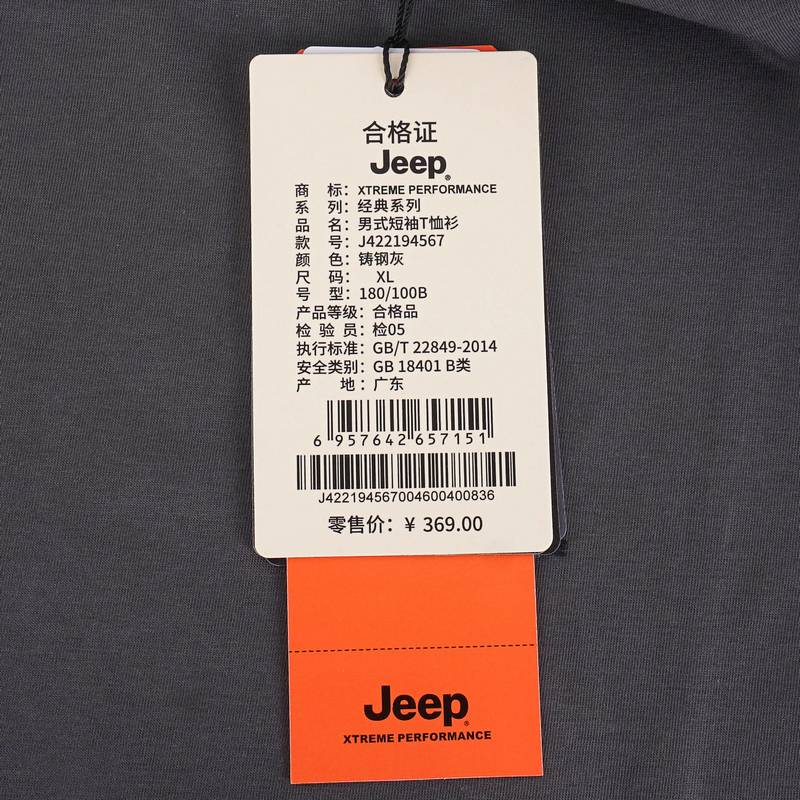 合格证
Jeep®
商 标：XTREME PERFORMANCE
系 列：经典系列
品 名：男式短袖T恤衫
款 号：J422194567
颜 色：铸钢灰
尺 码： XL
号 型：180/100B
产品等级：合格品
检 验 员：检05
执行标准：GB/T 22849-2014
安全类别：GB 18401 B类
产 地：广东
6 957642 657151
J422194567004600400836
零售价：¥ 369.00
Jeep®
XTREME PERFORMANCE